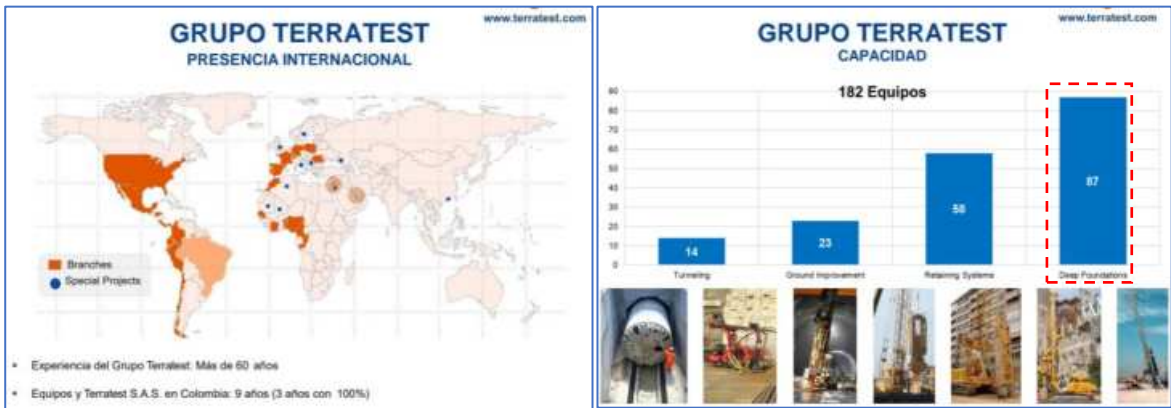 www.terratest.com
GRUPO TERRATEST
PRESENCIA INTERNACIONAL
Branches
Special Projects
Experiencia del Grupo Terratest: Más de 60 años
Equipos y Terratest S.A.S. en Colombia: 9 años (3 años con 100%)
www.terratest.com
GRUPO TERRATEST
CAPACIDAD
182 Equipos
90
80
70
60
50
40
30
20
10
0
14
23
58
87
Tunneling
Ground Improvement
Retaining Systems
Deep Foundations